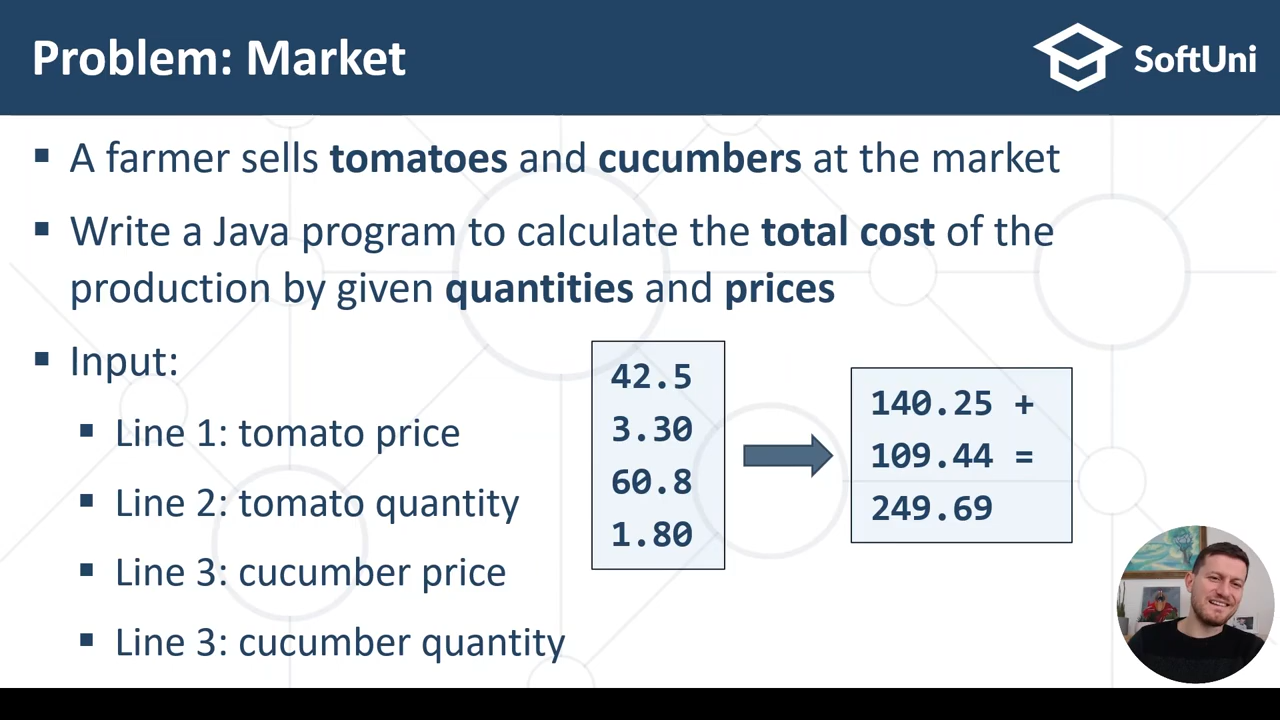 Problem: Market
SoftUni
▪ A farmer sells tomatoes and cucumbers at the market
▪ Write a Java program to calculate the total cost of the
production by given quantities and prices
▪ Input:
▪ Line 1: tomato price
▪ Line 2: tomato quantity
▪ Line 3: cucumber price
▪ Line 3: cucumber quantity
42.5
3.30
60.8
1.80
140.25 +
109.44 =
249.69